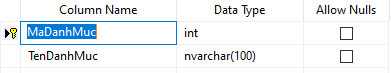 Column Name Data Type Allow Nulls
MaDanhMuc int
TenDanhMuc nvarchar(100)